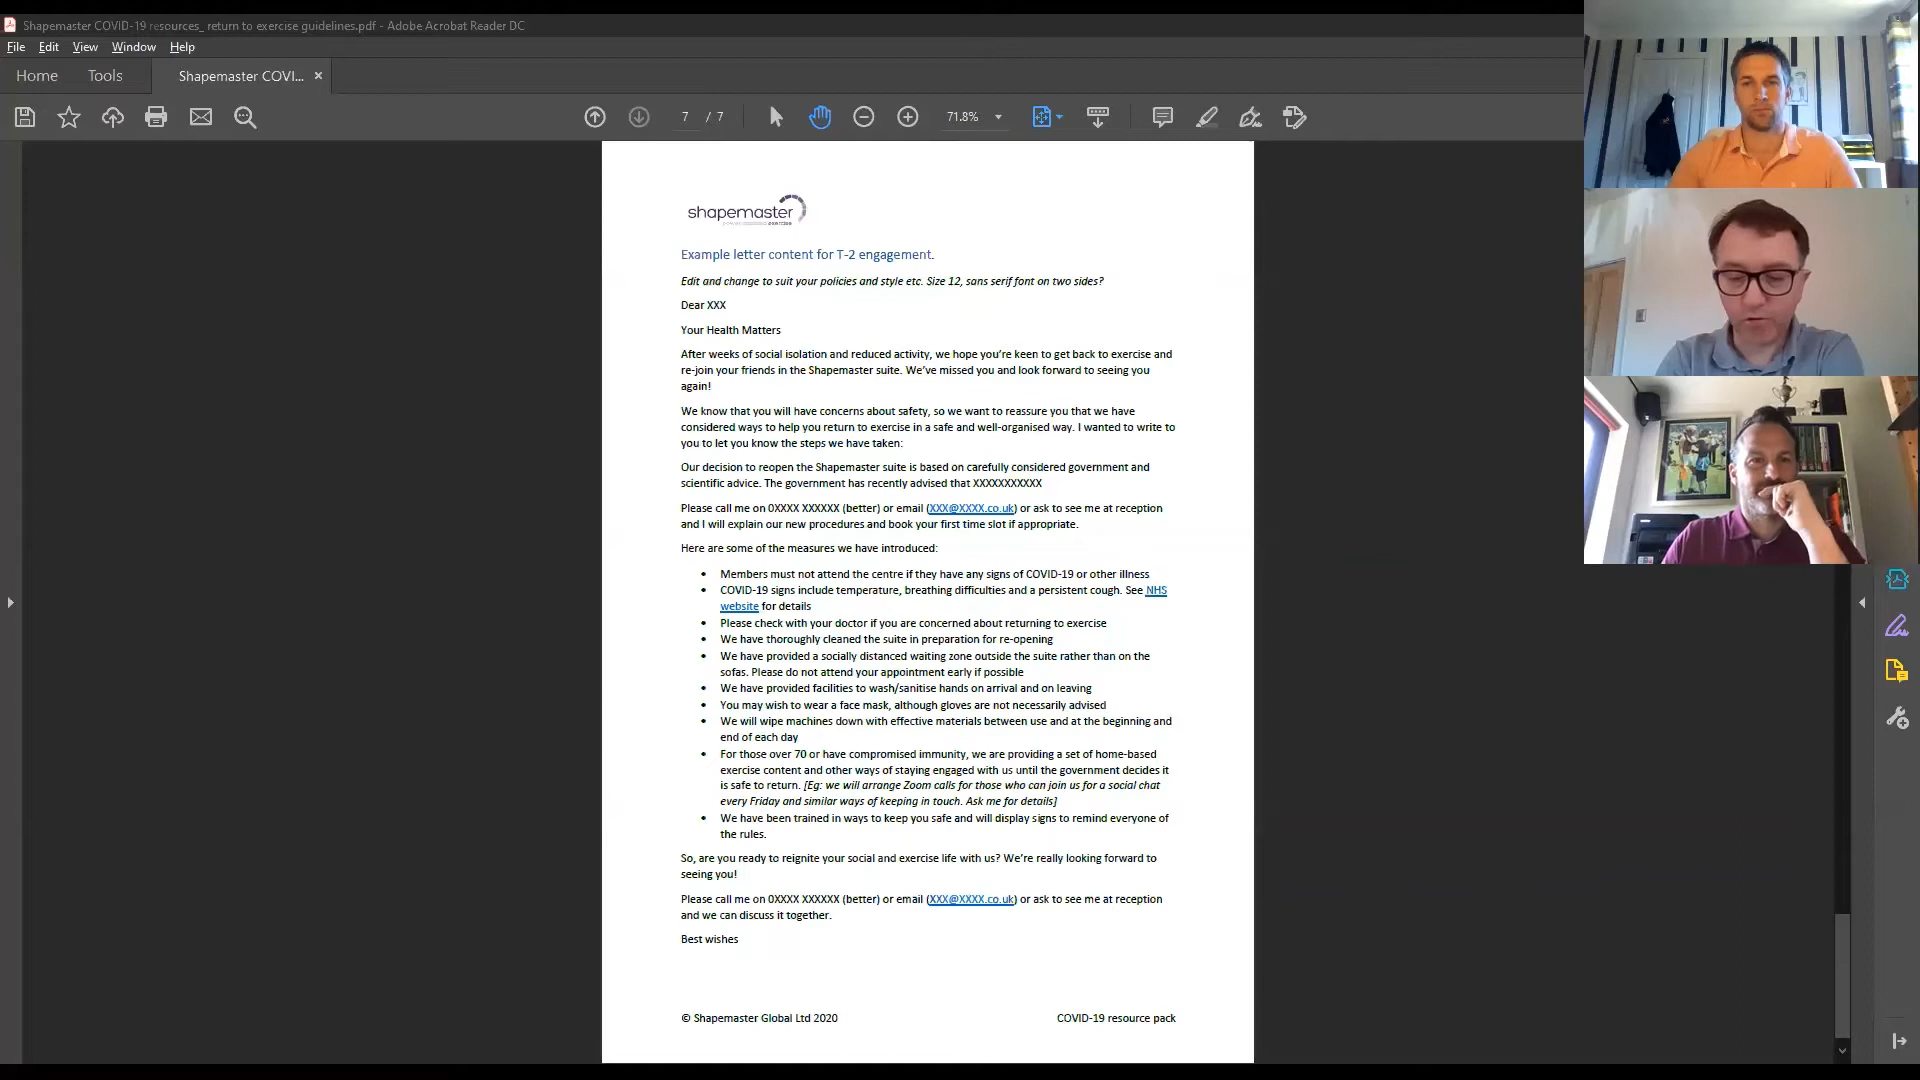 Shapemaster COVID-19 resources_ return to exercise guidelines.pdf - Adobe Acrobat Reader DC
File Edit View Window Help
Home Tools Shapemaster COVI... ×
7 / 7 71.8%
shapemaster
Example letter content for T-2 engagement.
Edit and change to suit your policies and style etc. Size 12, sans serif font on two sides?
Dear XXX
Your Health Matters
After weeks of social isolation and reduced activity, we hope you’re keen to get back to exercise and
re-join your friends in the Shapemaster suite. We’ve missed you and look forward to seeing you
again!
We know that you will have concerns about safety, so we want to reassure you that we have
considered ways to help you return to exercise in a safe and well-organised way. I wanted to write to
you to let you know the steps we have taken:
Our decision to reopen the Shapemaster suite is based on carefully considered government and
scientific advice. The government has recently advised that XXXXXXXXXXX
Please call me on 0XXXX XXXXXX (better) or email (XXX@XXXX.co.uk) or ask to see me at reception
and I will explain our new procedures and book your first time slot if appropriate.
Here are some of the measures we have introduced:
• Members must not attend the centre if they have any signs of COVID-19 or other illness
• COVID-19 signs include temperature, breathing difficulties and a persistent cough. See NHS
website for details
• Please check with your doctor if you are concerned about returning to exercise
• We have thoroughly cleaned the suite in preparation for re-opening
• We have provided a socially distanced waiting zone outside the suite rather than on the
sofas. Please do not attend your appointment early if possible
• We have provided facilities to wash/sanitise hands on arrival and on leaving
• You may wish to wear a face mask, although gloves are not necessarily advised
• We will wipe machines down with effective materials between use and at the beginning and
end of each day
• For those over 70 or have compromised immunity, we are providing a set of home-based
exercise content and other ways of staying engaged with us until the government decides it
is safe to return. [Eg: we will arrange Zoom calls for those who can join us for a social chat
every Friday and similar ways of keeping in touch. Ask me for details]
• We have been trained in ways to keep you safe and will display signs to remind everyone of
the rules.
So, are you ready to reignite your social and exercise life with us? We’re really looking forward to
seeing you!
Please call me on 0XXXX XXXXXX (better) or email (XXX@XXXX.co.uk) or ask to see me at reception
and we can discuss it together.
Best wishes
© Shapemaster Global Ltd 2020 COVID-19 resource pack